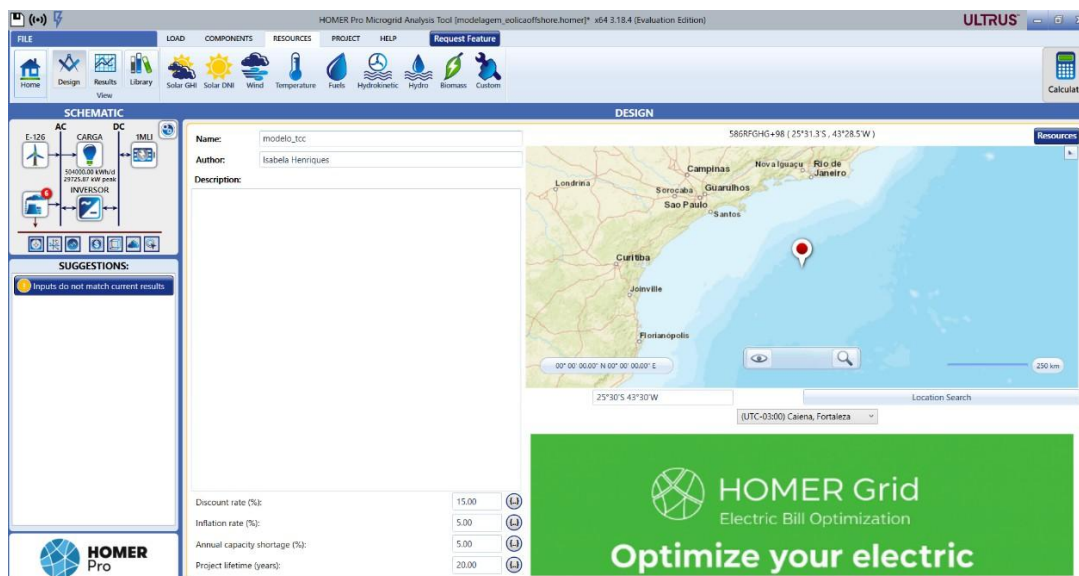 HOMER Pro Microgrid Analysis Tool [modelagem_eolicaoffshore.homer]* x64 3.18.4 (Evaluation Edition)
ULTRUS
FILE
LOAD COMPONENTS RESOURCES PROJECT HELP Request Feature
Home Design Results Library Solar GHI Solar DNI Wind Temperature Fuels Hydrokinetic Hydro Biomass Custom Calculat
View
SCHEMATIC
DESIGN
AC DC
E-126 CARGA 1MLI
504000.00 kWh/d
29725.87 kW peak
INVERSOR
6
SUGGESTIONS:
Inputs do not match current results
HOMER
Pro
Name: modelo_tcc
Author: Isabela Henriques
Description:
Discount rate (%): 15.00 {..}
Inflation rate (%): 5.00 {..}
Annual capacity shortage (%): 5.00 {..}
Project lifetime (years): 20.00 {..}
586RFGHG+98 ( 25°31.3'S , 43°28.5'W )
Resources
Londrina
Campinas
Nova Iguaçu
Rio de
Janeiro
Sorocaba
Guarulhos
Sao Paulo
Santos
Curitiba
Joinville
Florianópolis
00° 00' 00.00" N 00° 00' 00.00" E
250 km
25°30'S 43°30'W
Location Search
(UTC-03:00) Caiena, Fortaleza
HOMER Grid
Electric Bill Optimization
Optimize your electric